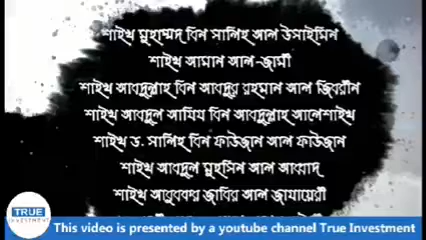 শাইখ মুহাম্মদ বিন সালিহ আল উসাইমিন
শাইখ আমান আল-জামী
শাইখ আবদুল্লাহ বিন আবদুর রহমান আল জিবরীন
শাইখ আবদুল আযিয বিন আবদুল্লাহ আলেশাইখ
শাইখ ড. সালিহ বিন ফাউজান আল ফাউজান
শাইখ আবদুল মুহসিন আল আব্বাদ
শাইখ আবুবকর জাবির আল জাযায়েরী
TRUE
INVESTMENT
This video is presented by a youtube channel True Investment